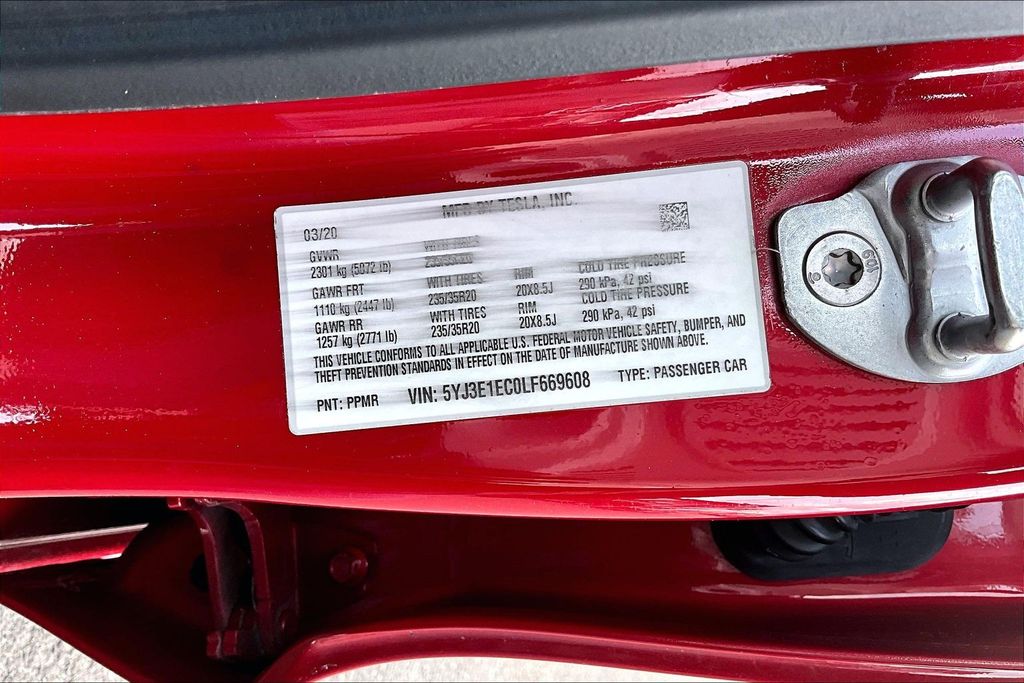 MFD BY TESLA, INC.
03/20
GVWR
2301 kg (5072 lb)
GAWR FRT WITH TIRES RIM COLD TIRE PRESSURE
1110 kg (2447 lb) 235/35R20 20X8.5J 290 kPa, 42 psi
GAWR RR WITH TIRES RIM COLD TIRE PRESSURE
1257 kg (2771 lb) 235/35R20 20X8.5J 290 kPa, 42 psi
THIS VEHICLE CONFORMS TO ALL APPLICABLE U.S. FEDERAL MOTOR VEHICLE SAFETY, BUMPER, AND
THEFT PREVENTION STANDARDS IN EFFECT ON THE DATE OF MANUFACTURE SHOWN ABOVE.
PNT: PPMR VIN: 5YJ3E1EC0LF669608 TYPE: PASSENGER CAR